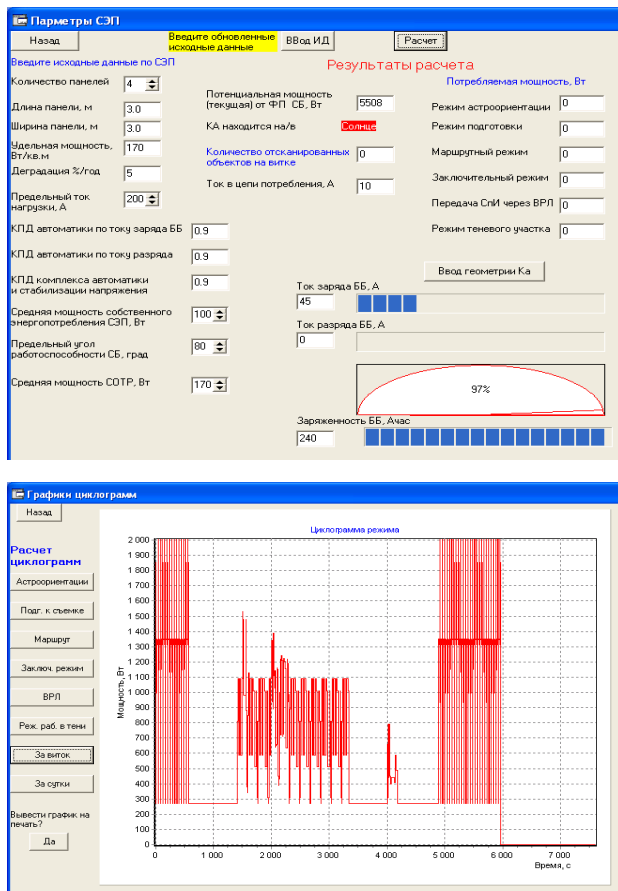 Парметры СЭП
Назад
Введите обновленные
исходные данные
ВВод ИД
Расчет
Введите исходные данные по СЭП
Результаты расчета
Количество панелей
4
Длина панели, м
3.0
Ширина панели, м
3.0
Удельная мощность,
Вт/кв.м
170
Деградация %/год
5
Предельный ток
нагрузки, А
200
КПД автоматики по току заряда ББ
0.9
КПД автоматики по току разряда
0.9
КПД комплекса автоматики
и стабилизации напряжения
0.9
Средняя мощность собственного
энергопотребления СЭП, Вт
100
Предельный угол
работоспособности СБ, град
80
Средняя мощность СОТР, Вт
170
Потенциальная мощность
(текущая) от ФП СБ, Вт
5508
КА находится на/в
Солнце
Количество отсканированных
объектов на витке
0
Ток в цепи потребления, А
10
Потребляемая мощность, Вт
Режим астроориентации
0
Режим подготовки
0
Маршрутный режим
0
Заключительный режим
0
Передача СпИ через ВРЛ
0
Режим теневого участка
0
Ввод геометрии Ка
Ток заряда ББ, А
45
Ток разряда ББ, А
0
97%
Заряженность ББ, Ачас
240
Графики циклограмм
Назад
Расчет
циклограмм
Астроориентации
Подг. к съемке
Маршрут
Заключ. режим
ВРЛ
Реж. раб. в тени
За виток
За сутки
Вывести график на
печать?
Да
Циклограмма режима
Мощность, Вт
2 000
1 900
1 800
1 700
1 600
1 500
1 400
1 300
1 200
1 100
1 000
900
800
700
600
500
400
300
200
100
0
0
1 000
2 000
3 000
4 000
5 000
6 000
7 000
Время, с